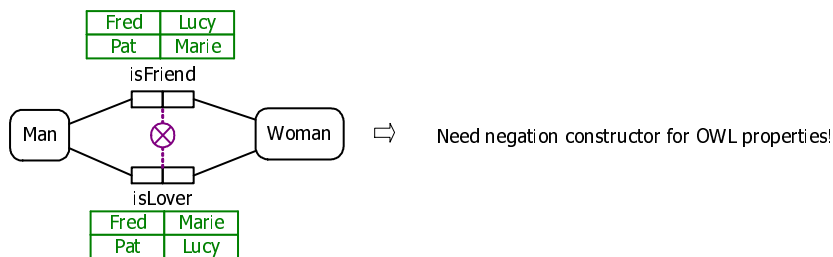 Fred Lucy
Pat Marie
isFriend
Man
Woman
Need negation constructor for OWL properties!
isLover
Fred Marie
Pat Lucy